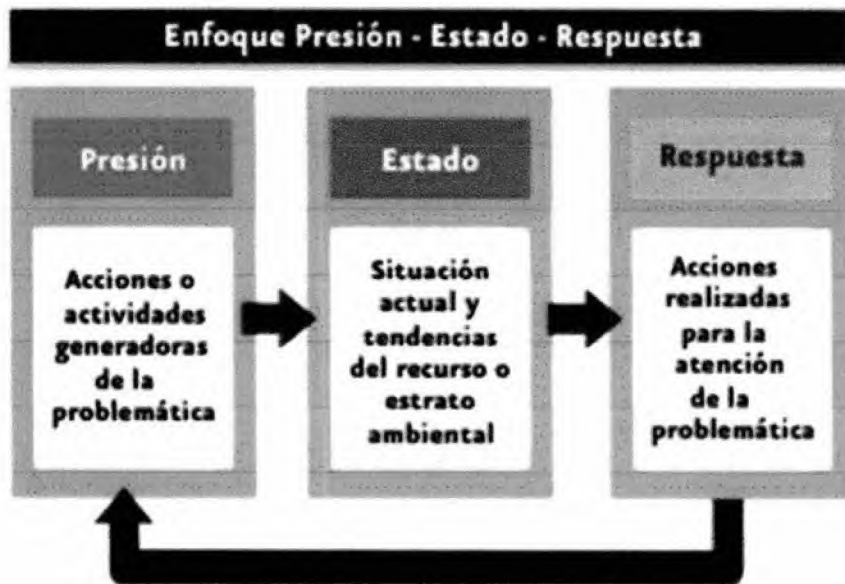 Enfoque Presión - Estado - Respuesta
Presión
Acciones o
actividades
generadoras
de la
problemática
Estado
Situación
actual y
tendencias
del recurso o
estrato
ambiental
Respuesta
Acciones
realizadas
para la
atención
de la
problemática